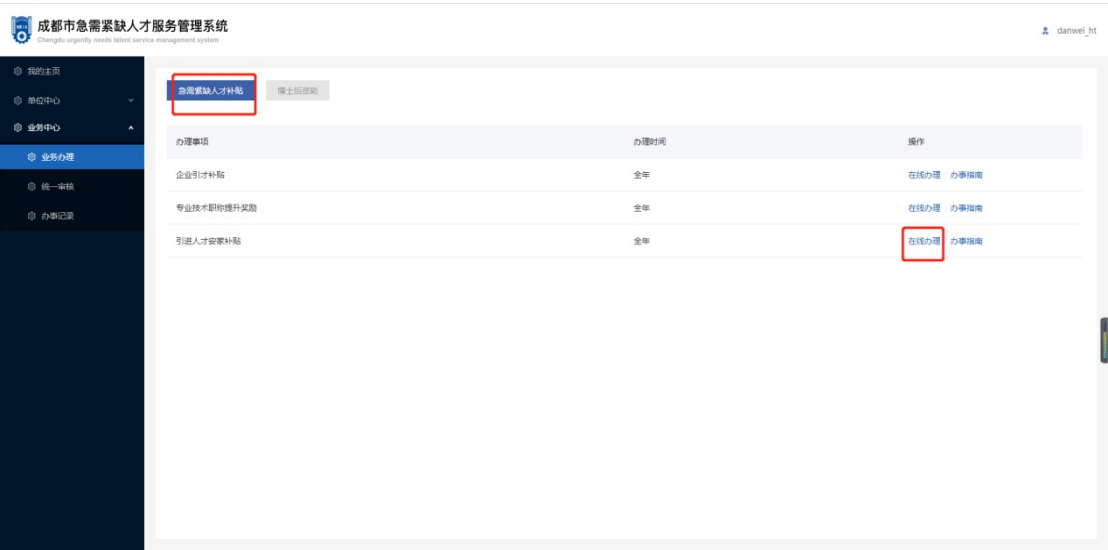 成都市急需紧缺人才服务管理系统
Chengdu urgently needs talent service management system
danwei_ht
我的主页
单位中心
业务中心
业务办理
统一审核
办事记录
急需紧缺人才补贴 博士后资助
办理事项 办理时间 操作
企业引才补贴 全年 在线办理 办事指南
专业技术职称提升奖励 全年 在线办理 办事指南
引进人才安家补贴 全年 在线办理 办事指南